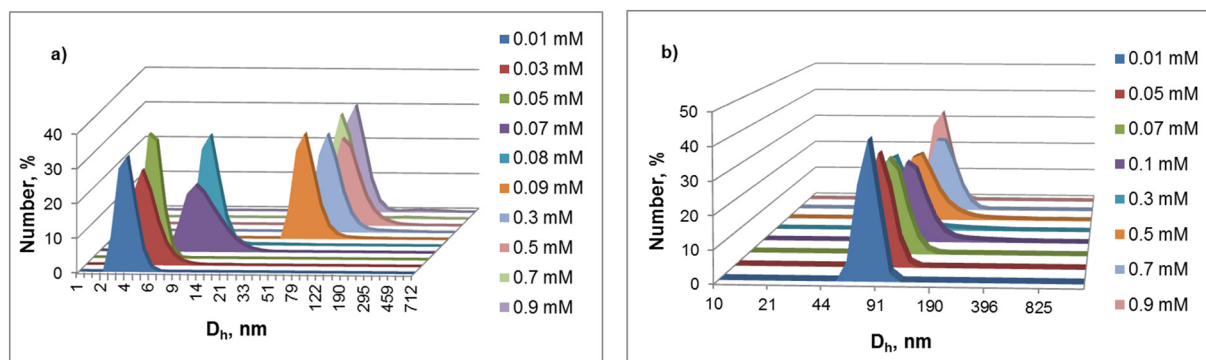 a)
Number, %
40
30
20
10
0
1 2 4 6 9 14 21 33 51 79 122 190 295 459 712
Dh, nm
0.01 mM
0.03 mM
0.05 mM
0.07 mM
0.08 mM
0.09 mM
0.3 mM
0.5 mM
0.7 mM
0.9 mM
b)
Number, %
50
40
30
20
10
0
10 21 44 91 190 396 825
Dh, nm
0.01 mM
0.05 mM
0.07 mM
0.1 mM
0.3 mM
0.5 mM
0.7 mM
0.9 mM